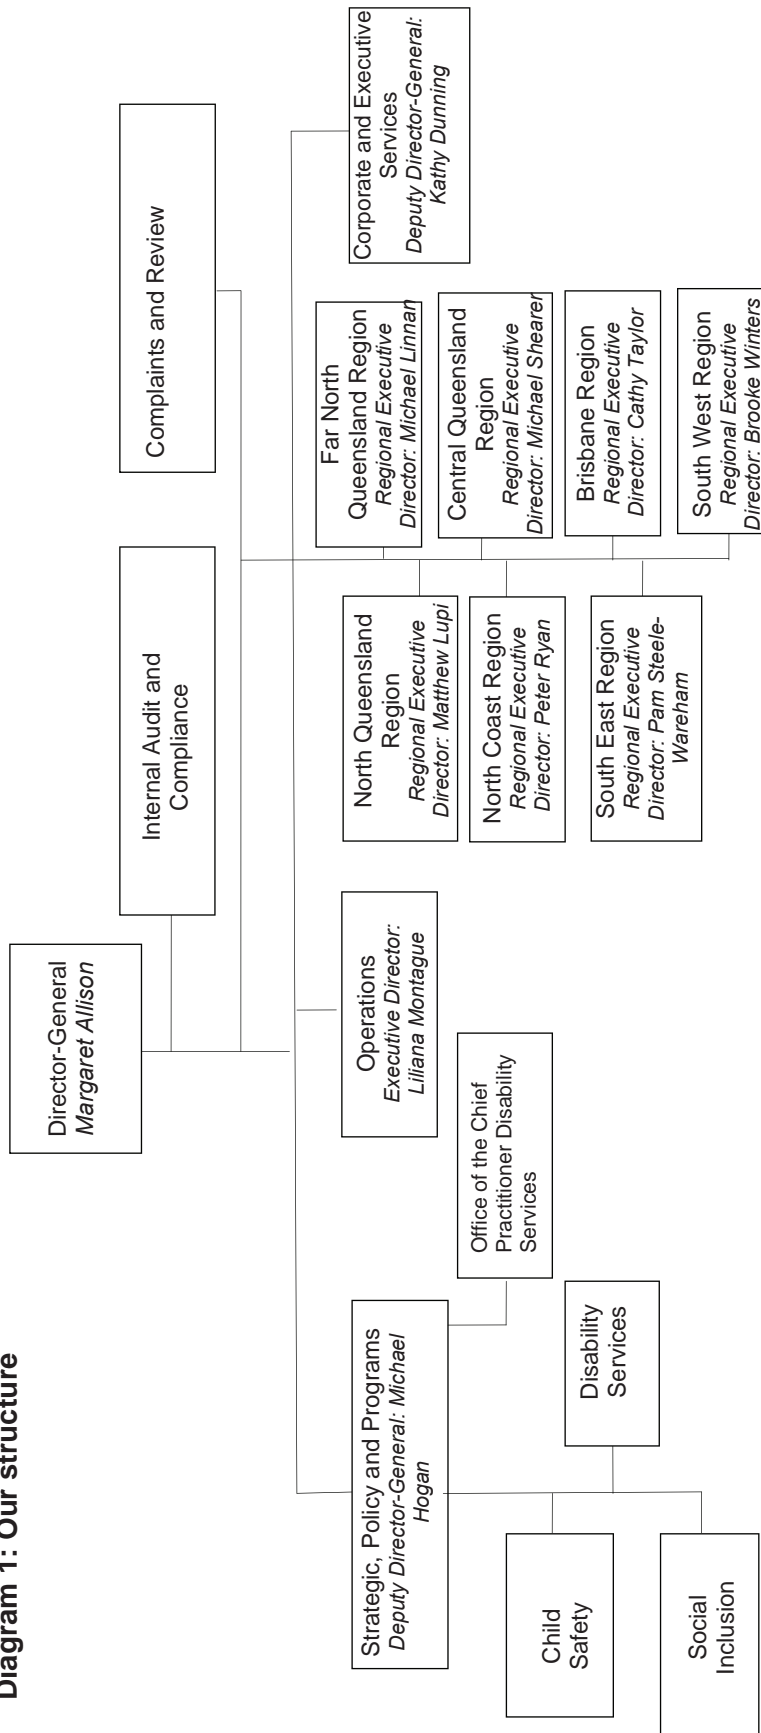 Diagram 1: Our structure
Director-General
Margaret Allison
Internal Audit and
Compliance
Complaints and Review
Strategic, Policy and Programs
Deputy Director-General: Michael
Hogan
Operations
Executive Director:
Liliana Montague
Corporate and Executive
Services
Deputy Director-General:
Kathy Dunning
North Queensland
Region
Regional Executive
Director: Matthew Lupi
Far North
Queensland Region
Regional Executive
Director: Michael Linnan
North Coast Region
Regional Executive
Director: Peter Ryan
Central Queensland
Region
Regional Executive
Director: Michael Shearer
South East Region
Regional Executive
Director: Pam Steele-
Wareham
Brisbane Region
Regional Executive
Director: Cathy Taylor
South West Region
Regional Executive
Director: Brooke Winters
Office of the Chief
Practitioner Disability
Services
Child
Safety
Disability
Services
Social
Inclusion